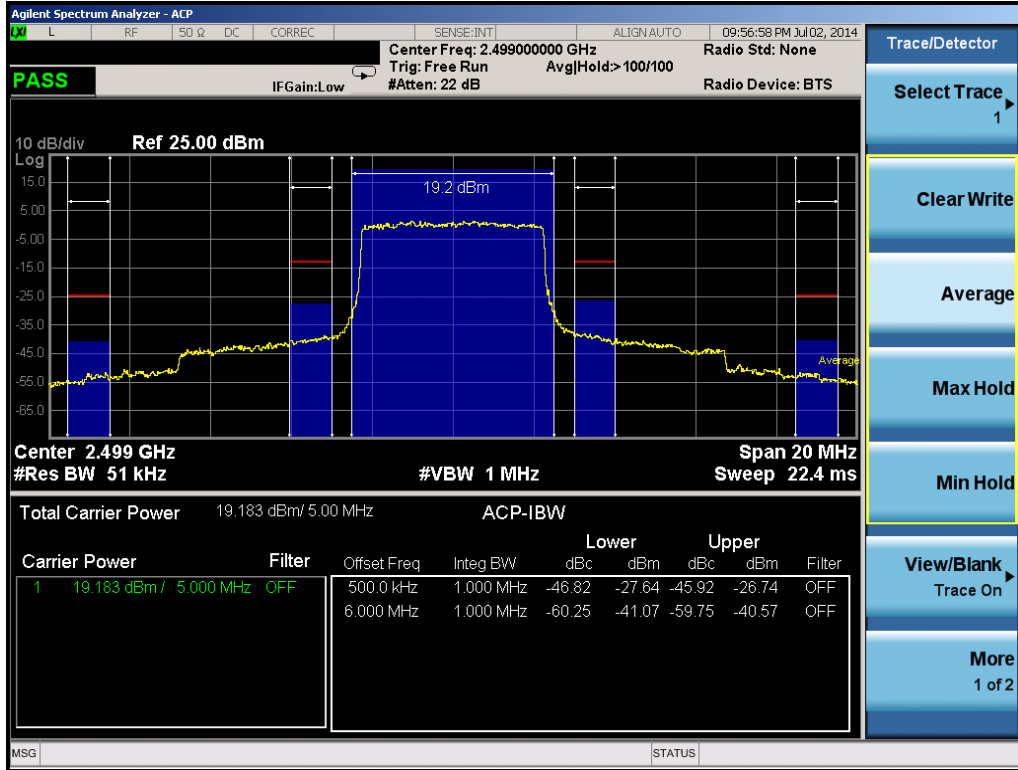 Agilent Spectrum Analyzer - ACP
LXI L RF 50 Ω DC CORREC SENSE:INT ALIGN AUTO 09:56:58 PM Jul 02, 2014
Center Freq: 2.499000000 GHz Radio Std: None
Trig: Free Run Avg|Hold:> 100/100
PASS IFGain:Low #Atten: 22 dB Radio Device: BTS
10 dB/div Ref 25.00 dBm
Log
15.0
19.2 dBm
5.00
-5.00
-15.0
-25.0
-35.0
-45.0
Average
-55.0
-65.0
Center 2.499 GHz Span 20 MHz
#Res BW 51 kHz #VBW 1 MHz Sweep 22.4 ms
Total Carrier Power 19.183 dBm/ 5.00 MHz ACP-IBW
Lower Upper
Carrier Power Filter Offset Freq Integ BW dBc dBm dBc dBm Filter
1 19.183 dBm / 5.000 MHz OFF 500.0 kHz 1.000 MHz -46.82 -27.64 -45.92 -26.74 OFF
6.000 MHz 1.000 MHz -60.25 -41.07 -59.75 -40.57 OFF
MSG STATUS
Trace/Detector
Select Trace
1
Clear Write
Average
Max Hold
Min Hold
View/Blank
Trace On
More
1 of 2